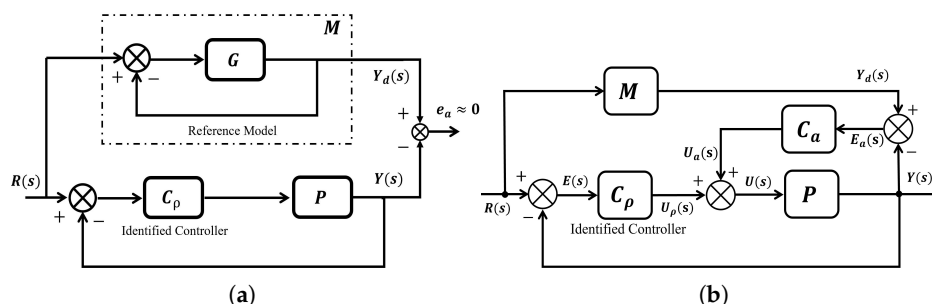 M
G
+
−
Y_d(s)
Reference Model
+
e_a ≈ 0
−
R(s)
Y(s)
C_ρ
P
+
−
Identified Controller
(a)
Y_d(s)
M
+
C_a
E_a(s)
−
U_a(s)
Y(s)
+
E(s)
+
+
U(s)
R(s)
C_ρ
U_ρ(s)
P
−
Identified Controller
(b)